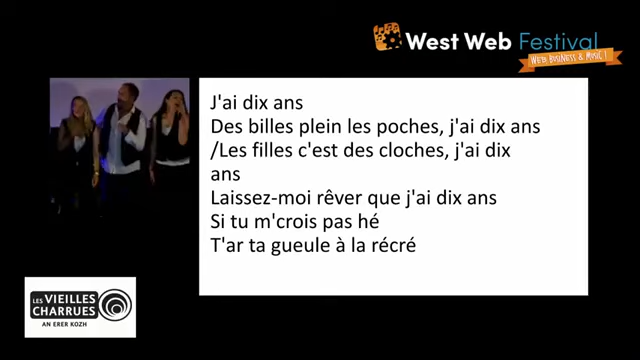 West Web Festival
WEB BUSINESS & MUSIC !
J'ai dix ans
Des billes plein les poches, j'ai dix ans
/Les filles c'est des cloches, j'ai dix
ans
Laissez-moi rêver que j'ai dix ans
Si tu m'crois pas hé
T'ar ta gueule à la récré
LES VIEILLES
CHARRUES
AN ERER KOZH